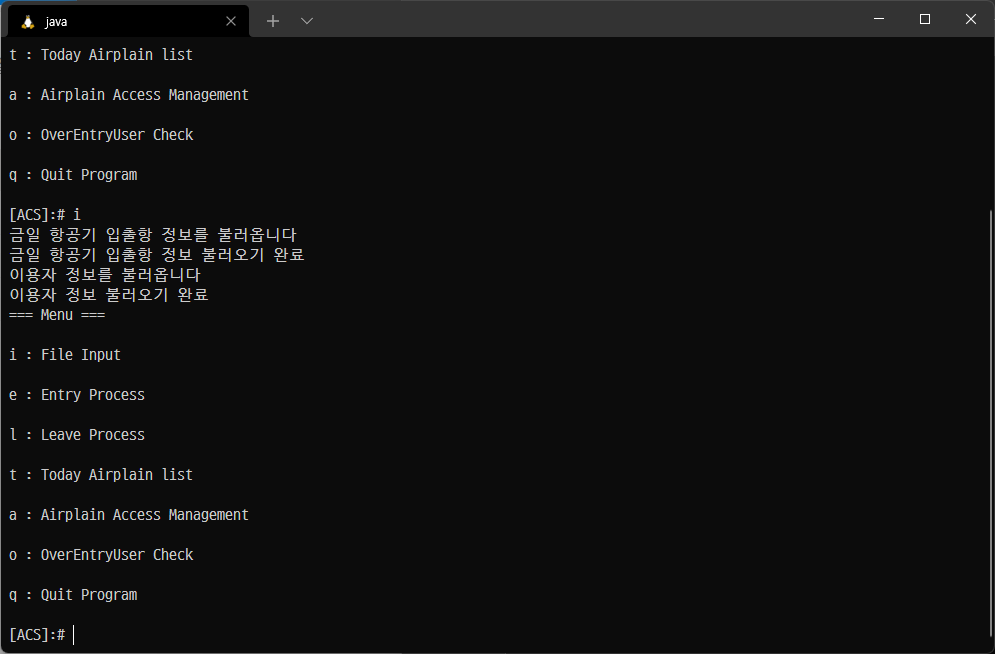 java
t : Today Airplain list
a : Airplain Access Management
o : OverEntryUser Check
q : Quit Program
[ACS]:# i
금일 항공기 입출항 정보를 불러옵니다
금일 항공기 입출항 정보 불러오기 완료
이용자 정보를 불러옵니다
이용자 정보 불러오기 완료
=== Menu ===
i : File Input
e : Entry Process
l : Leave Process
t : Today Airplain list
a : Airplain Access Management
o : OverEntryUser Check
q : Quit Program
[ACS]:#